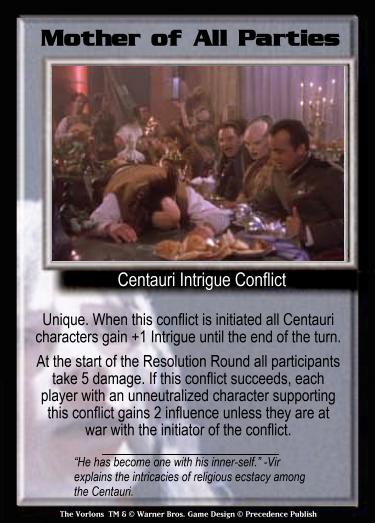 Mother of All Parties
Centauri Intrigue Conflict
Unique. When this conflict is initiated all Centauri
characters gain +1 Intrigue until the end of the turn.
At the start of the Resolution Round all participants
take 5 damage. If this conflict succeeds, each
player with an unneutralized character supporting
this conflict gains 2 influence unless they are at
war with the initiator of the conflict.
“He has become one with his inner-self.” -Vir
explains the intricacies of religious ecstacy among
the Centauri.
The Vorlons TM & © Warner Bros. Game Design © Precedence Publish